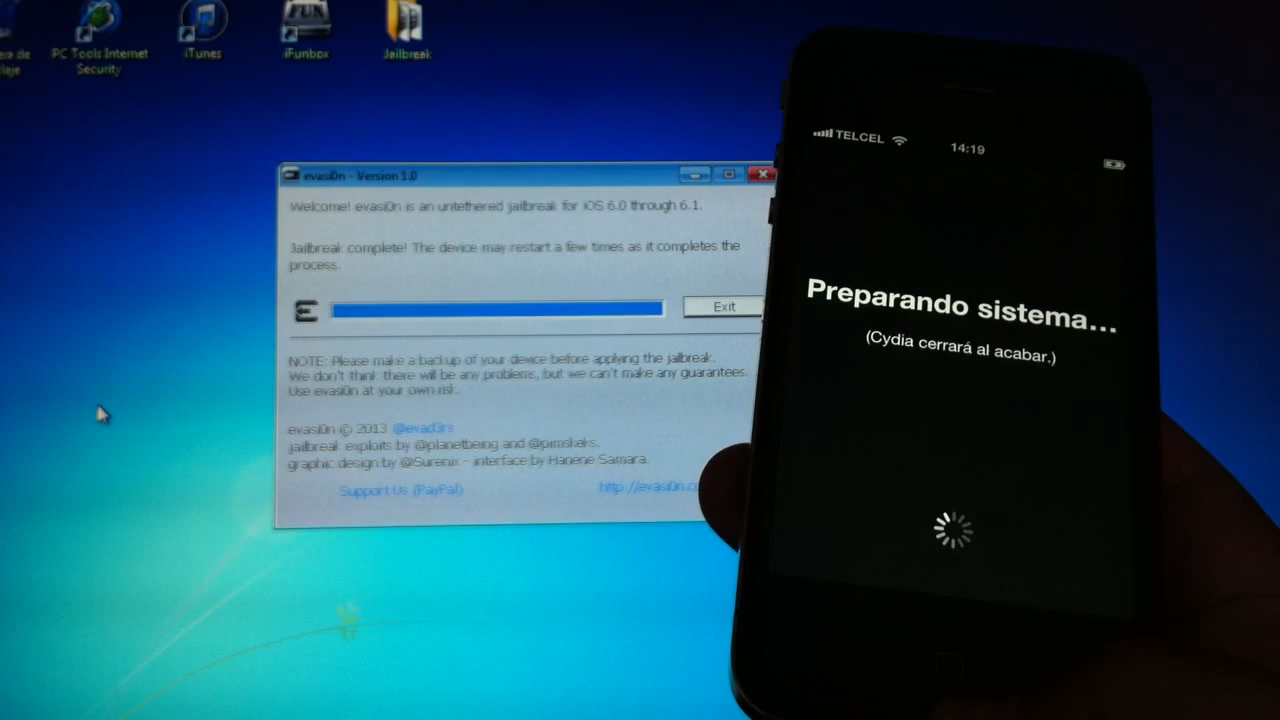 PC Tools Internet
Security
iTunes
FUN
iFunbox
Jailbreak
evasi0n - Version 1.0
Welcome! evasi0n is an untethered jailbreak for iOS 6.0 through 6.1.
Jailbreak complete! The device may restart a few times as it completes the
process.
Exit
NOTE: Please make a backup of your device before applying the jailbreak.
We don't think there will be any problems, but we can't make any guarantees.
Use evasi0n at your own risk.
evasi0n © 2013 @evad3rs
jailbreak exploits by @planetbeing and @pimskeks.
graphic design by @Surenix - interface by Hanene Samara.
Support Us (PayPal)
http://evasi0n.c
TELCEL
14:19
Preparando sistema...
(Cydia cerrará al acabar.)